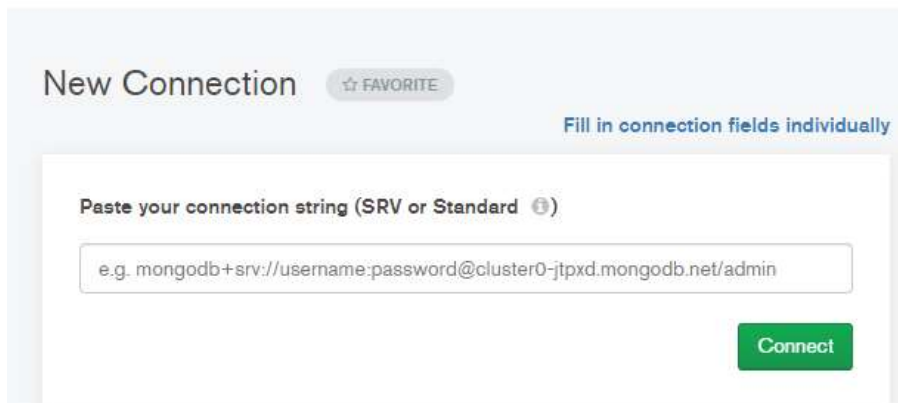 New Connection
☆ FAVORITE
Fill in connection fields individually
Paste your connection string (SRV or Standard ⓘ)
e.g. mongodb+srv://username:password@cluster0-jtpxd.mongodb.net/admin
Connect